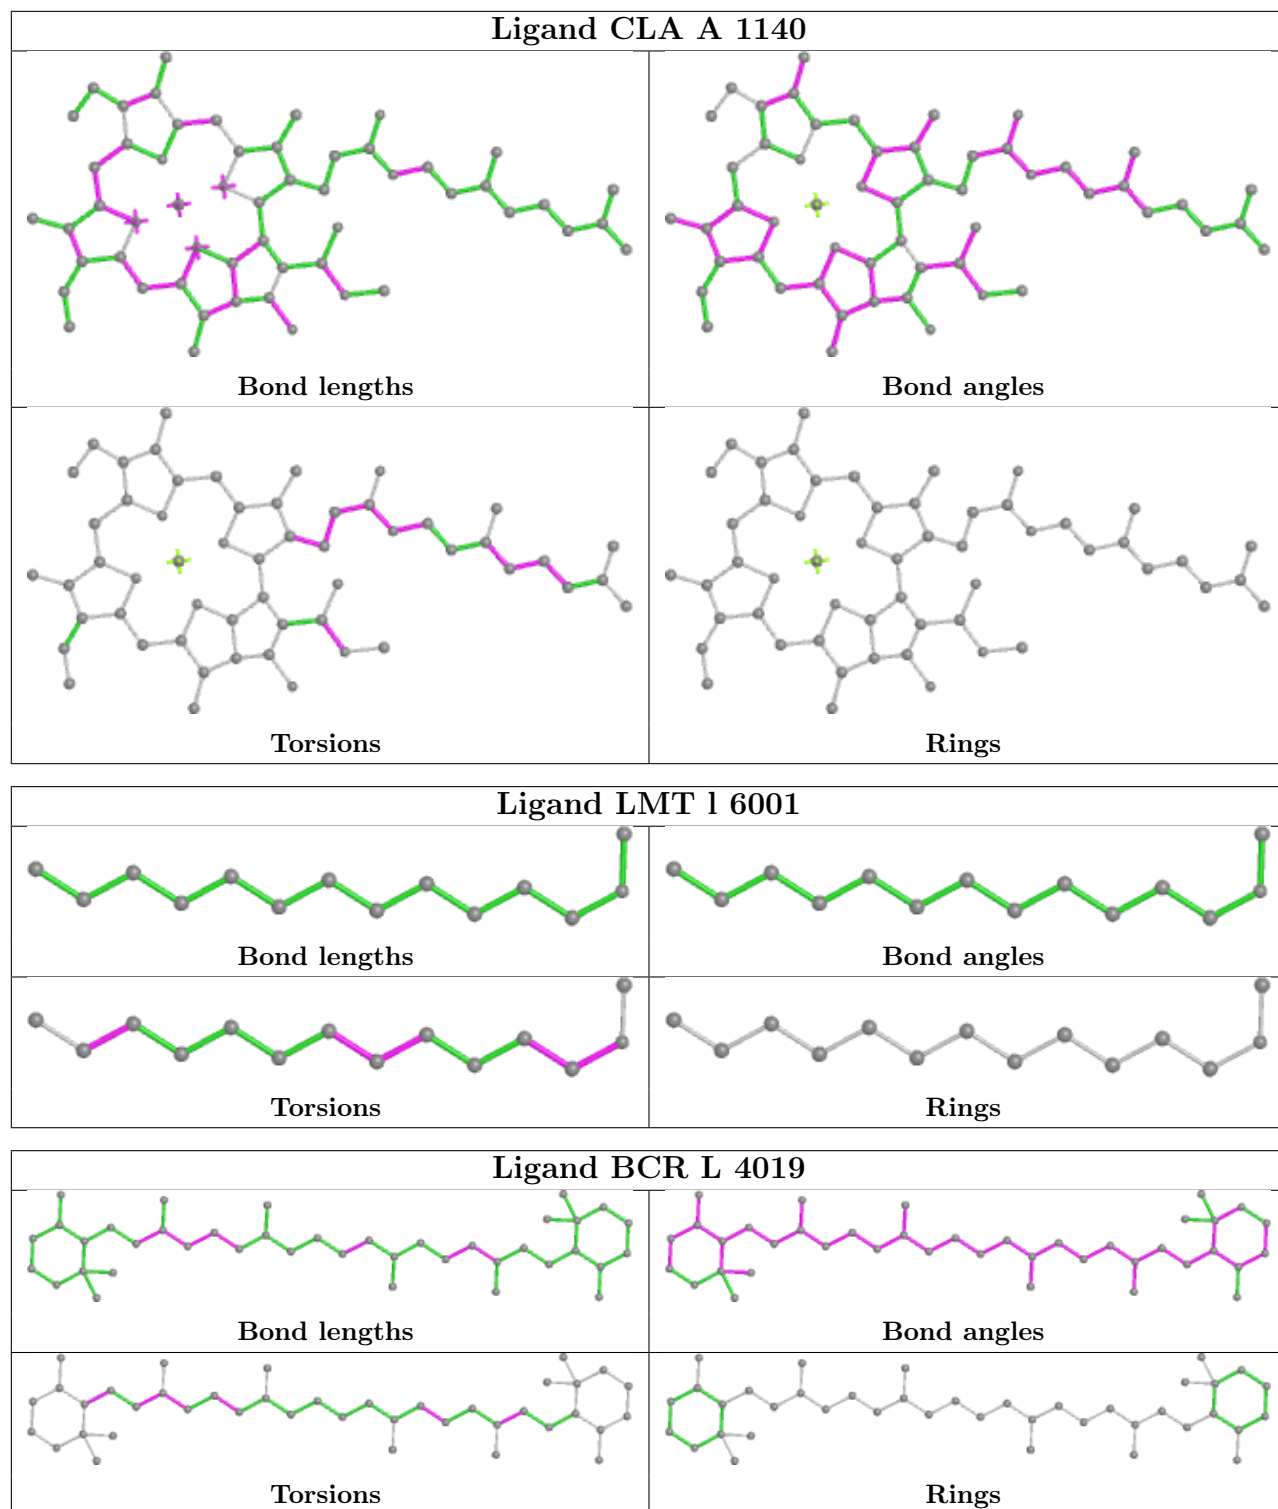 Ligand CLA A 1140
Bond lengths
Bond angles
Torsions
Rings
Ligand LMT l 6001
Bond lengths
Bond angles
Torsions
Rings
Ligand BCR L 4019
Bond lengths
Bond angles
Torsions
Rings